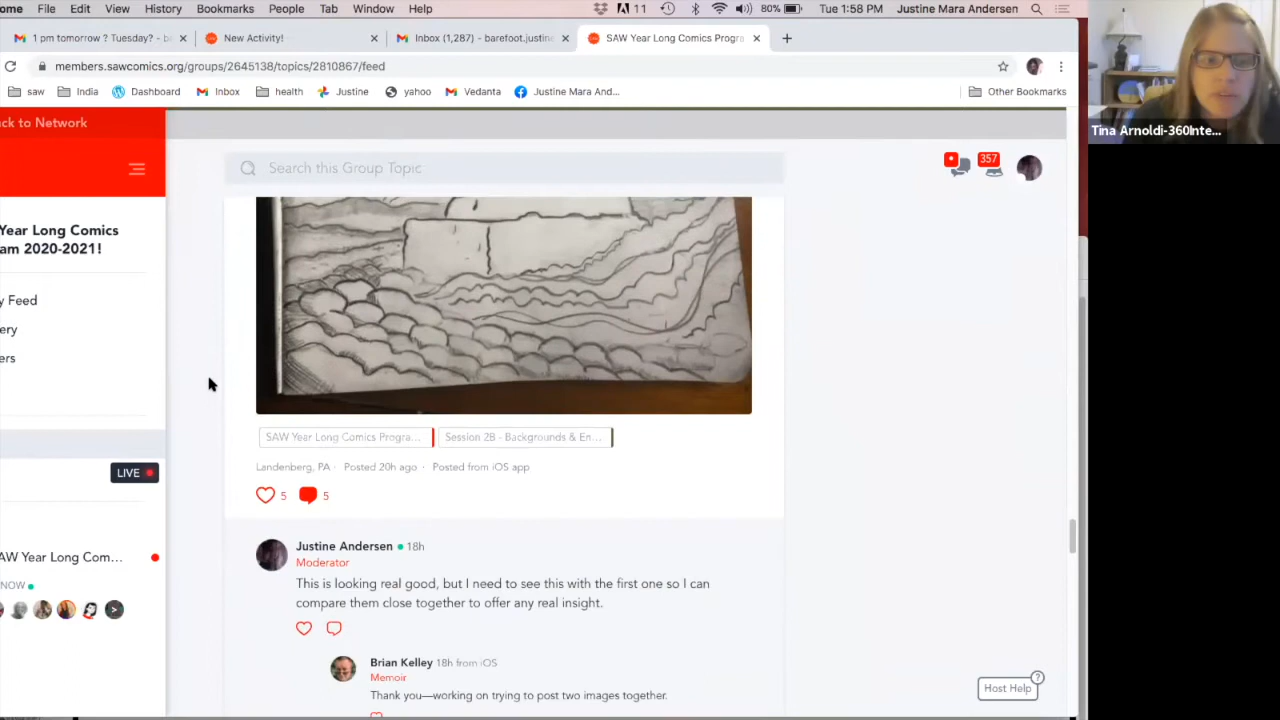 ome File Edit View History Bookmarks People Tab Window Help 11 80% Tue 1:58 PM Justine Mara Andersen
1 pm tomorrow ? Tuesday? - b × New Activity! × Inbox (1,287) - barefoot.justine × SAW Year Long Comics Progra × +
members.sawcomics.org/groups/2645138/topics/2810867/feed
saw India Dashboard Inbox health Justine yahoo Vedanta Justine Mara And... Other Bookmarks
Tina Arnoldi-360Inte...
ck to Network
Search this Group Topic
357
Year Long Comics
am 2020-2021!
y Feed
ery
ers
SAW Year Long Comics Progra... Session 2B - Backgrounds & En...
Landenberg, PA · Posted 20h ago · Posted from iOS app
LIVE
5 5
Justine Andersen 18h
Moderator
AW Year Long Com...
This is looking real good, but I need to see this with the first one so I can
compare them close together to offer any real insight.
NOW
Brian Kelley 18h from iOS
Memoir
Thank you—working on trying to post two images together.
Host Help ?